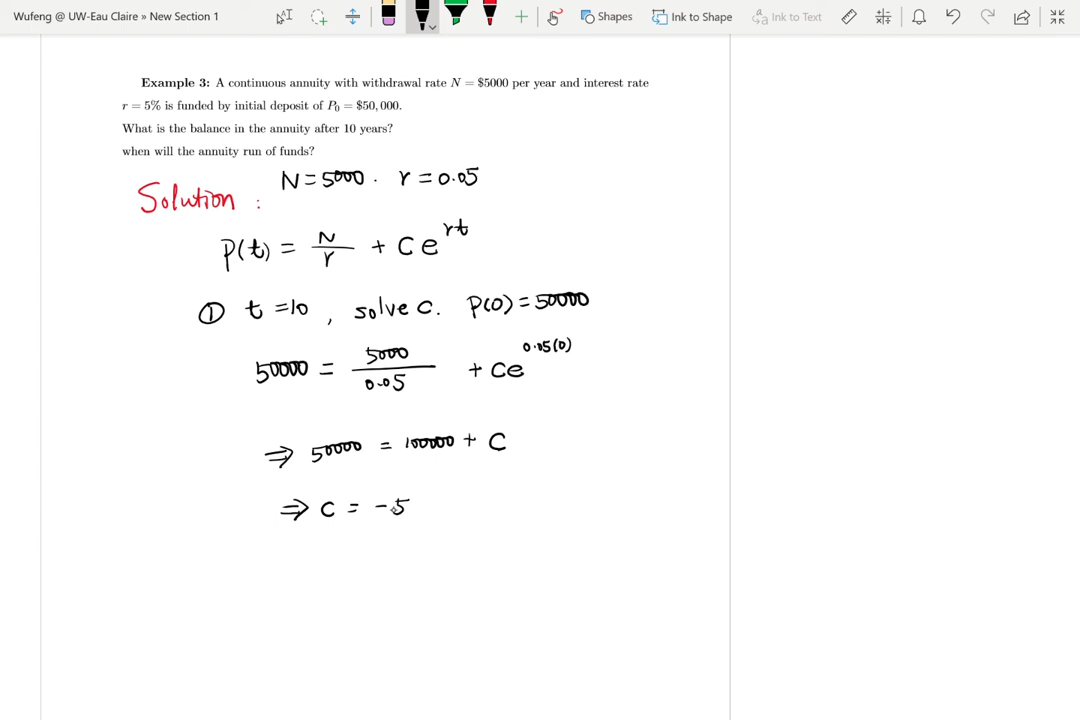 Wufeng @ UW-Eau Claire » New Section 1 Shapes Ink to Shape Ink to Text
Example 3: A continuous annuity with withdrawal rate N = $5000 per year and interest rate
r = 5% is funded by initial deposit of P₀ = $50,000.
What is the balance in the annuity after 10 years?
when will the annuity run of funds?
N = 5000 . r = 0.05
Solution :
P(t) = N/r + Ce^rt
① t = 10 , solve C. P(0) = 50000
50000 = 5000/0.05 + Ce^0.05(0)
⇒ 50000 = 100000 + C
⇒ C = -5